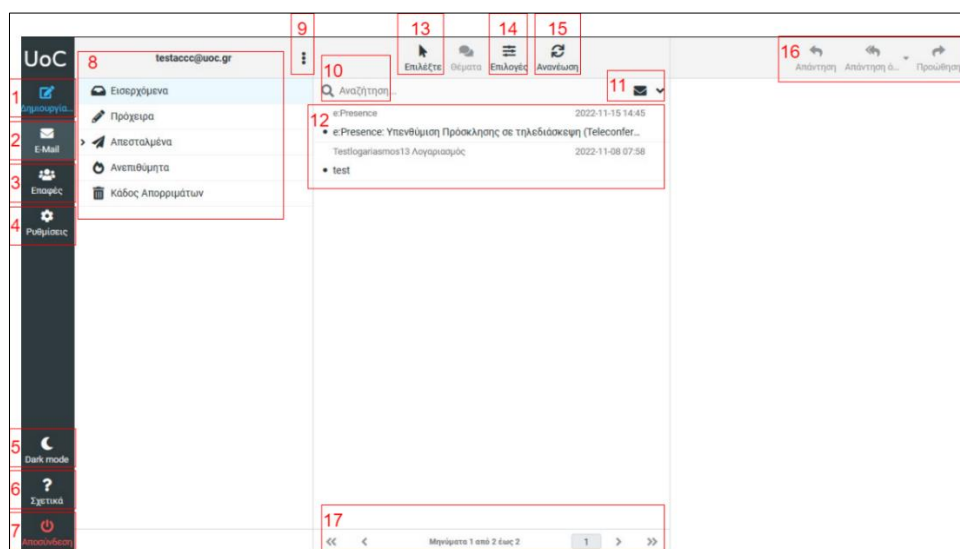 9
13
14
15
UoC
8
testaccc@uoc.gr
Επιλέξτε
Θέματα
Επιλογές
Ανανέωση
16
Απάντηση
Απάντηση ό...
Προώθηση
1
Δημιουργία...
2
E-Mail
3
Επαφές
4
Ρυθμίσεις
Εισερχόμενα
Πρόχειρα
Απεσταλμένα
Ανεπιθύμητα
Κάδος Απορριμάτων
10
Αναζήτηση...
11
12
e:Presence 2022-11-15 14:45
• e:Presence: Υπενθύμιση Πρόσκλησης σε τηλεδιάσκεψη (Teleconfer...
Testlogariasmos13 Λογαριασμός 2022-11-08 07:58
• test
5
Dark mode
6
?
Σχετικά
7
Αποσύνδεση
17
Μηνύματα 1 από 2 έως 2
1